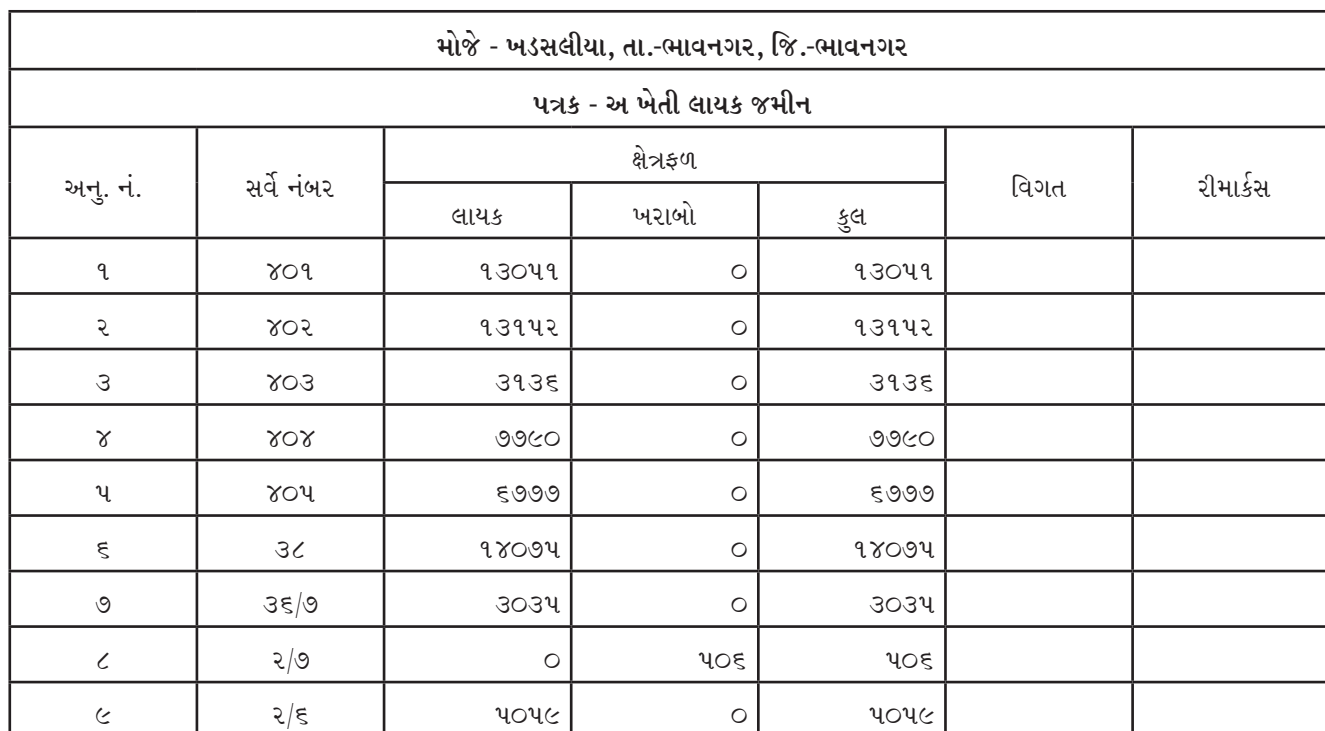 મોજે - ખડસલીયા, તા.-ભાવનગર, જિ.-ભાવનગર
પત્રક - અ ખેતી લાયક જમીન
અનુ. નં. સર્વે નંબર ક્ષેત્રફળ વિગત રીમાર્કસ
લાયક ખરાબો કુલ
૧ ૪૦૧ ૧૩૦૫૧ ૦ ૧૩૦૫૧
૨ ૪૦૨ ૧૩૧૫૨ ૦ ૧૩૧૫૨
૩ ૪૦૩ ૩૧૩૬ ૦ ૩૧૩૬
૪ ૪૦૪ ૭૭૯૦ ૦ ૭૭૯૦
૫ ૪૦૫ ૬૭૭૭ ૦ ૬૭૭૭
૬ ૩૮ ૧૪૦૭૫ ૦ ૧૪૦૭૫
૭ ૩૬/૭ ૩૦૩૫ ૦ ૩૦૩૫
૮ ૨/૭ ૦ ૫૦૬ ૫૦૬
૯ ૨/૬ ૫૦૫૯ ૦ ૫૦૫૯